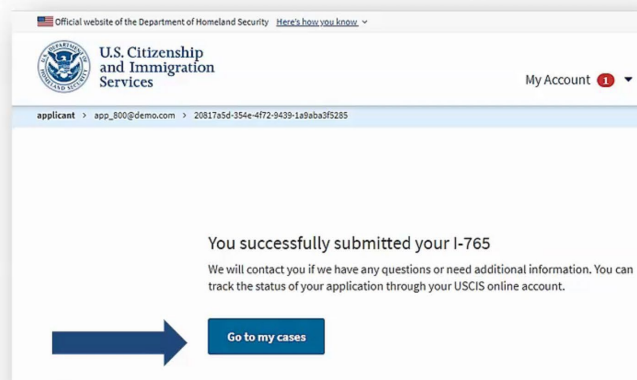 Official website of the Department of Homeland Security Here's how you know
U.S. Citizenship
and Immigration
Services
My Account 1
applicant > app_800@demo.com > 20817a5d-354e-4f72-9439-1a9aba3f5285
You successfully submitted your I-765
We will contact you if we have any questions or need additional information. You can
track the status of your application through your USCIS online account.
Go to my cases